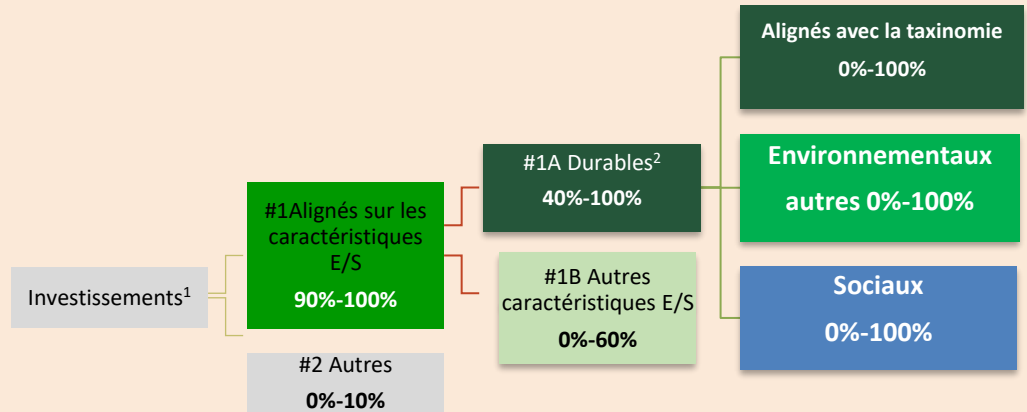 Investissements1
#1Alignés sur les
caractéristiques
E/S
90%-100%
#2 Autres
0%-10%
#1A Durables2
40%-100%
#1B Autres
caractéristiques E/S
0%-60%
Alignés avec la taxinomie
0%-100%
Environnementaux
autres 0%-100%
Sociaux
0%-100%